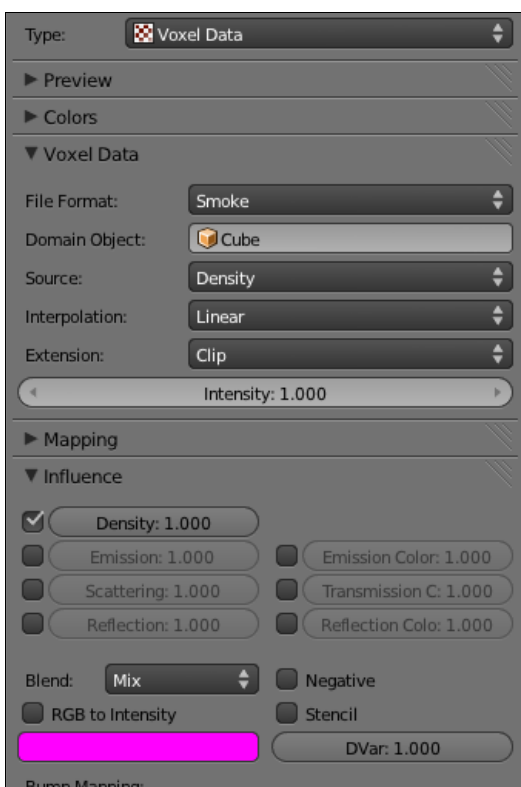 Type: Voxel Data
Preview
Colors
Voxel Data
File Format: Smoke
Domain Object: Cube
Source: Density
Interpolation: Linear
Extension: Clip
Intensity: 1.000
Mapping
Influence
Density: 1.000
Emission: 1.000 Emission Color: 1.000
Scattering: 1.000 Transmission C: 1.000
Reflection: 1.000 Reflection Colo: 1.000
Blend: Mix Negative
RGB to Intensity Stencil
DVar: 1.000
Bump Mapping: